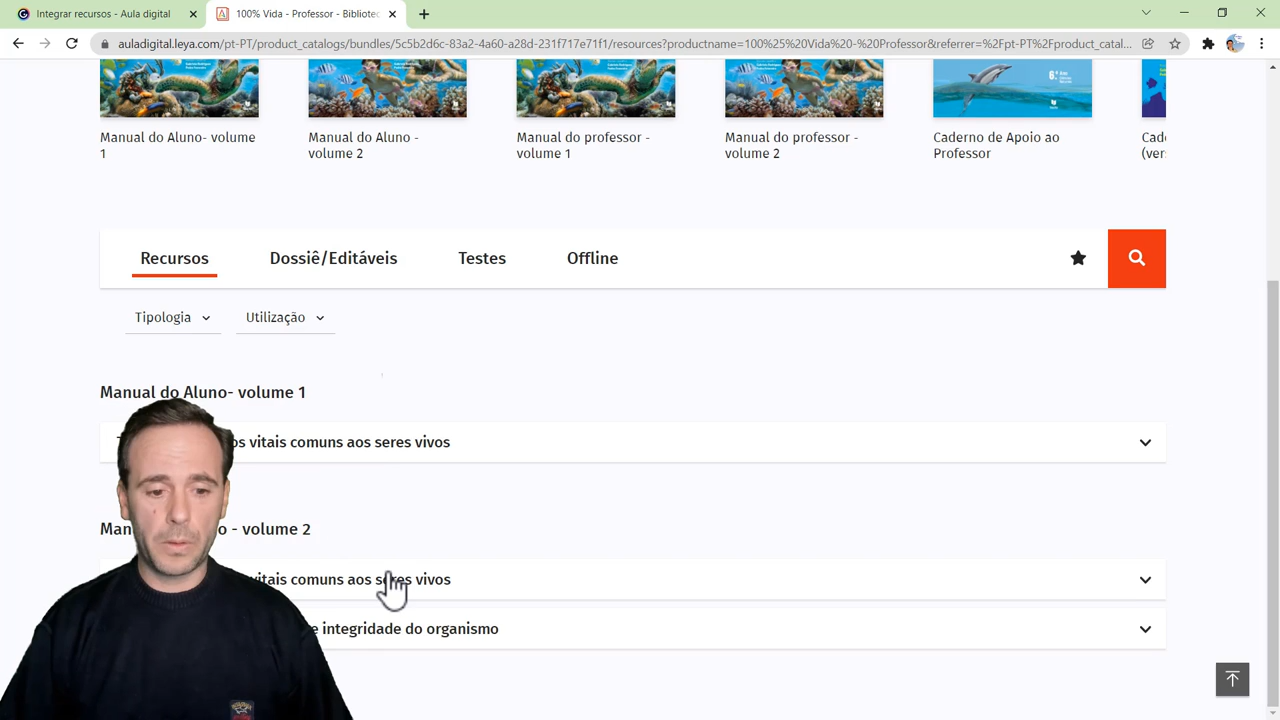 Integrar recursos - Aula digital
100% Vida - Professor - Bibliotec
auladigital.leya.com/pt-PT/product_catalogs/bundles/5c5b2d6c-83a2-4a60-a28d-231f717e71f1/resources?productname=100%25%20Vida%20-%20Professor&referrer=%2Fpt-PT%2Fproduct_catal...
6.º
Manual do Aluno- volume 1
Manual do Aluno - volume 2
Manual do professor - volume 1
Manual do professor - volume 2
Caderno de Apoio ao Professor
Recursos
Dossiê/Editáveis
Testes
Offline
Tipologia
Utilização
Manual do Aluno- volume 1
vitais comuns aos seres vivos
- volume 2
vitais comuns aos seres vivos
e integridade do organismo